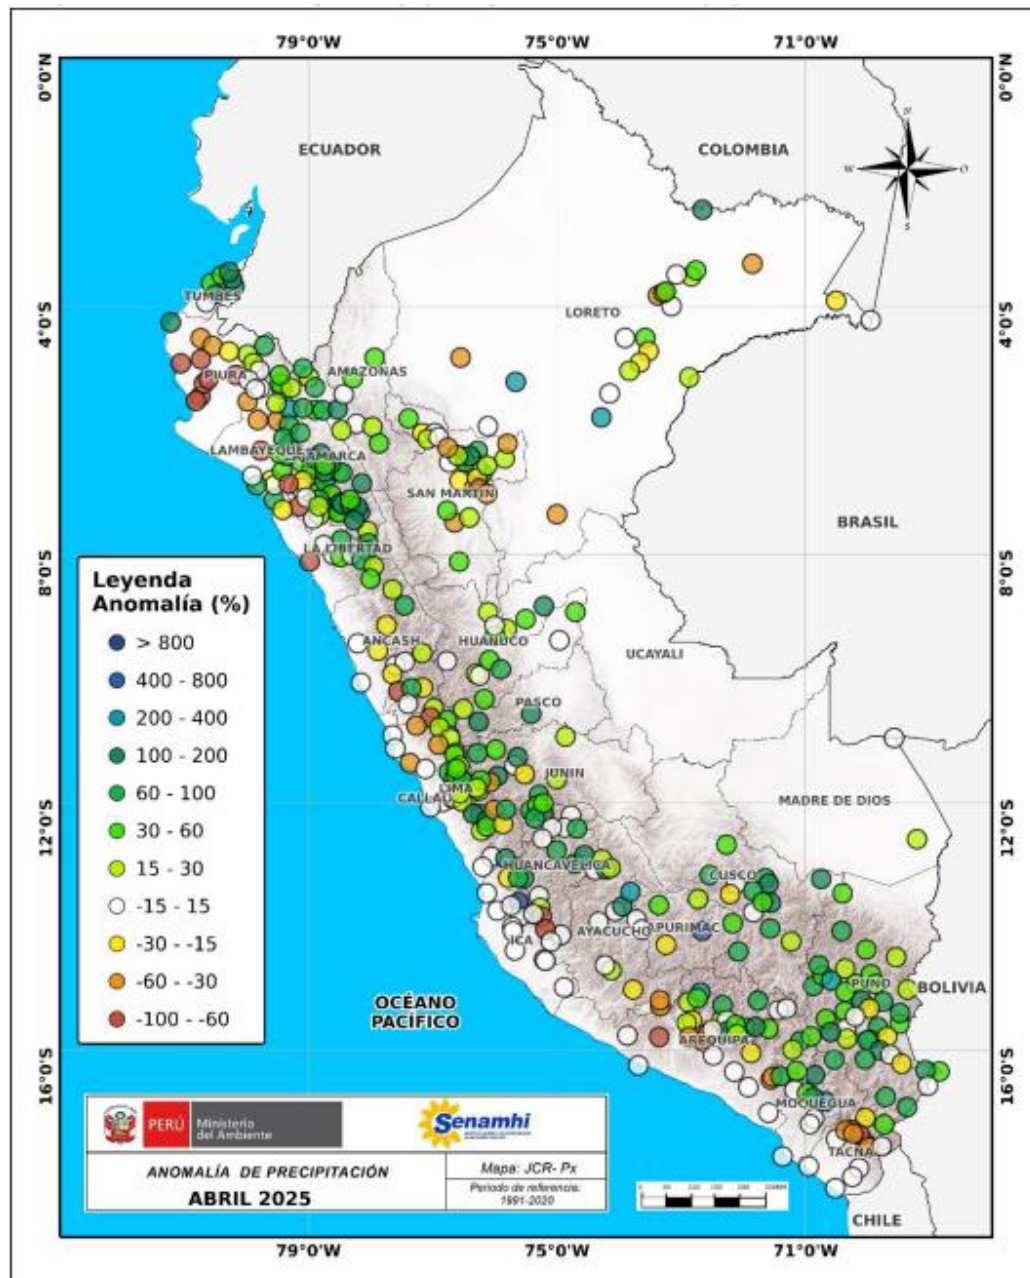 79°0'W 75°0'W 71°0'W
0°0'N 0°0'N
ECUADOR
COLOMBIA
N
W O
S
TUMBES
4°0'S 4°0'S
LORETO
PIURA
AMAZONAS
LAMBAYEQUE
SAN MARTIN
BRASIL
LA LIBERTAD
8°0'S 8°0'S
Leyenda
Anomalía (%)
> 800
400 - 800
200 - 400
100 - 200
60 - 100
30 - 60
15 - 30
-15 - 15
-30 - -15
-60 - -30
-100 - -60
ANCASH
HUANUCO
UCAYALI
PASCO
JUNIN
LIMA
CALLAO
MADRE DE DIOS
12°0'S 12°0'S
HUANCAVELICA
CUSCO
AYACUCHO
APURIMAC
ICA
PUNO
BOLIVIA
OCÉANO
PACÍFICO
AREQUIPA
16°0'S 16°0'S
MOQUEGUA
TACNA
CHILE
PERÚ
Ministerio
del Ambiente
Senamhi
ANOMALÍA DE PRECIPITACIÓN
ABRIL 2025
Mapa: JCR- Px
Periodo de referencia:
1991-2020
79°0'W 75°0'W 71°0'W